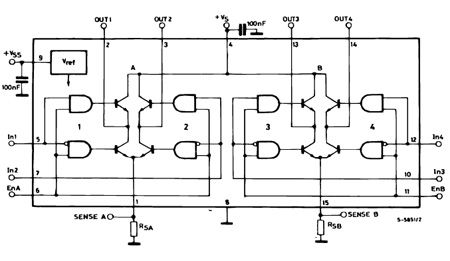 OUT1 OUT2 +Vs OUT3 OUT4
100nF
2 3 4 13 14
+Vss 9 Vref
A B
100nF
1 2 3 4
In1 5 12 In4
In2 7 10 In3
EnA 6 11 EnB
1 8 15
SENSE A SENSE B S-5851/2
RSA RSB